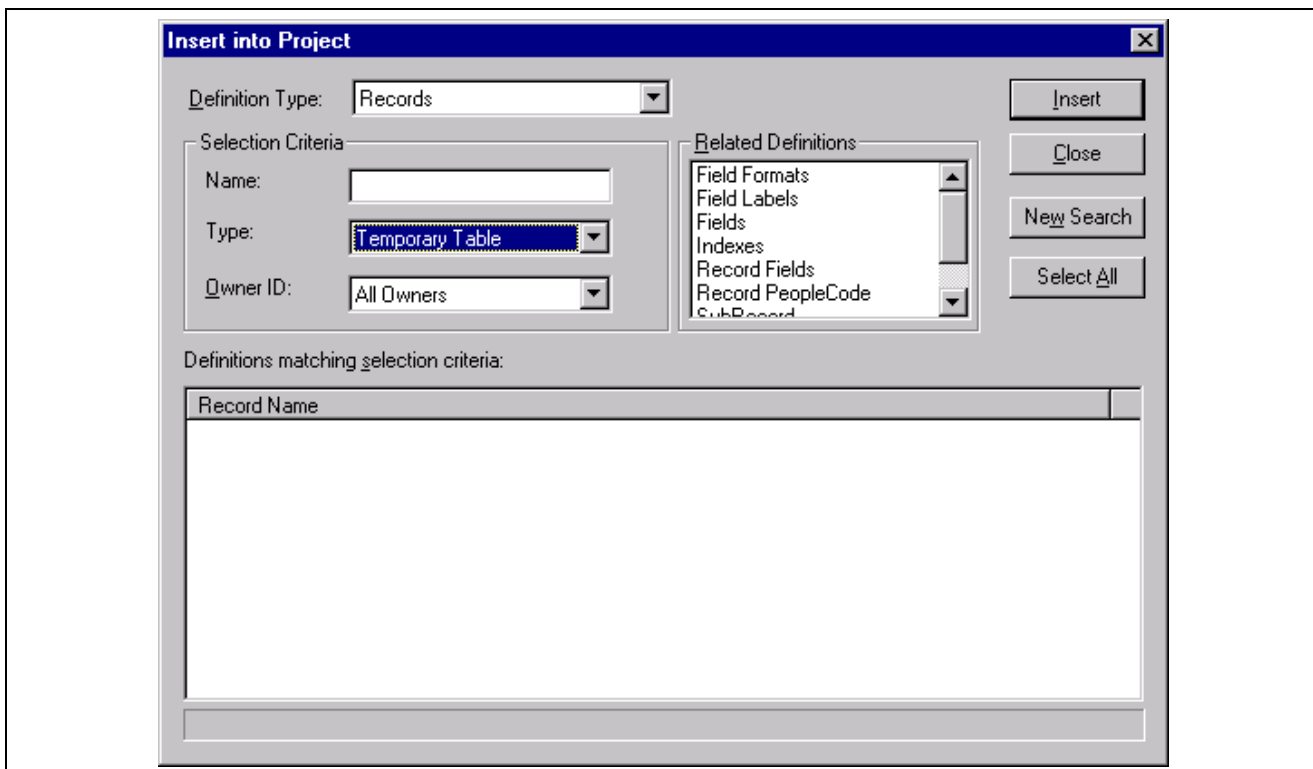 Insert into Project
Definition Type: Records
Insert
Selection Criteria
Related Definitions
Close
Name:
Field Formats
Field Labels
New Search
Type: Temporary Table
Fields
Indexes
Select All
Record Fields
Owner ID: All Owners
Record PeopleCode
SubRecord
Definitions matching selection criteria:
Record Name